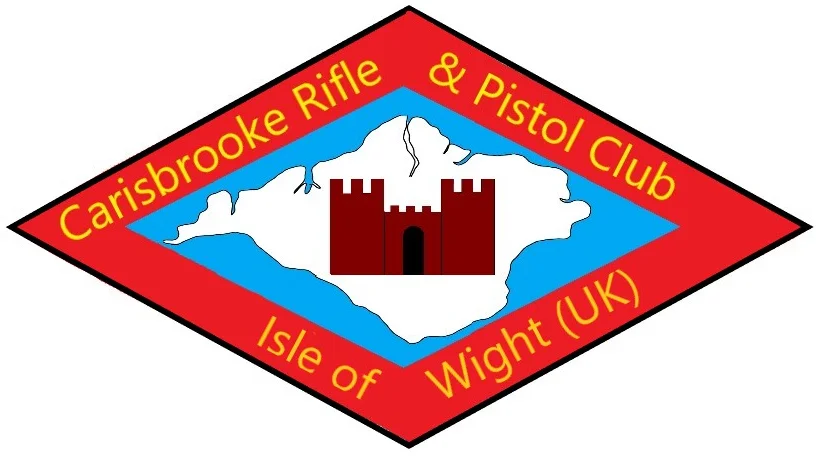 Carisbrooke Rifle
& Pistol Club
Isle of
Wight (UK)